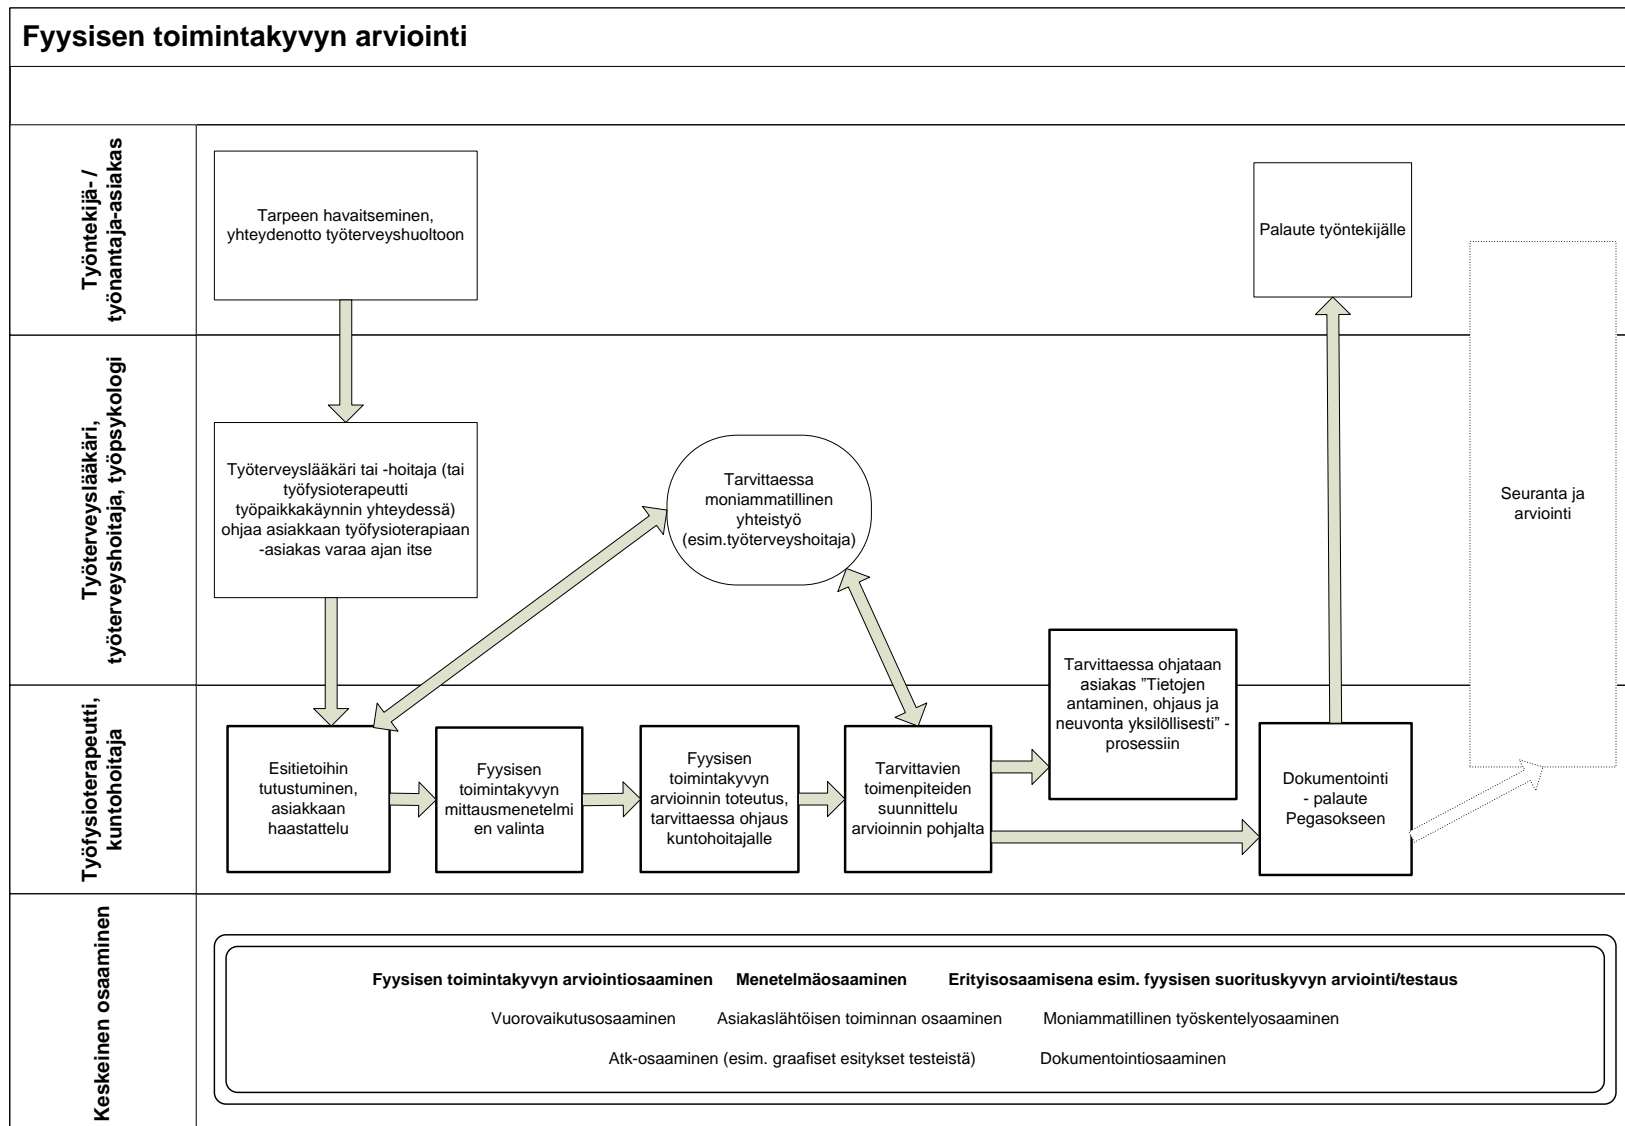 Fyysisen toimintakyvyn arviointi
Työntekijä- /
työnantaja-asiakas
Tarpeen havaitseminen,
yhteydenotto työterveyshuoltoon
Palaute työntekijälle
Työterveyslääkäri,
työterveyshoitaja, työpsykologi
Työterveyslääkäri tai -hoitaja (tai
työfysioterapeutti
työpaikkakäynnin yhteydessä)
ohjaa asiakkaan työfysioterapiaan
-asiakas varaa ajan itse
Tarvittaessa
moniammatillinen
yhteistyö
(esim.työterveyshoitaja)
Seuranta ja
arviointi
Tarvittaessa ohjataan
asiakas ”Tietojen
antaminen, ohjaus ja
neuvonta yksilöllisesti” -
prosessiin
Työfysioterapeutti,
kuntohoitaja
Esitietoihin
tutustuminen,
asiakkaan
haastattelu
Fyysisen
toimintakyvyn
mittausmenetelmi
en valinta
Fyysisen
toimintakyvyn
arvioinnin toteutus,
tarvittaessa ohjaus
kuntohoitajalle
Tarvittavien
toimenpiteiden
suunnittelu
arvioinnin pohjalta
Dokumentointi
- palaute
Pegasokseen
Keskeinen osaaminen
Fyysisen toimintakyvyn arviointiosaaminen Menetelmäosaaminen Erityisosaamisena esim. fyysisen suorituskyvyn arviointi/testaus
Vuorovaikutusosaaminen Asiakaslähtöisen toiminnan osaaminen Moniammatillinen työskentelyosaaminen
Atk-osaaminen (esim. graafiset esitykset testeistä) Dokumentointiosaaminen